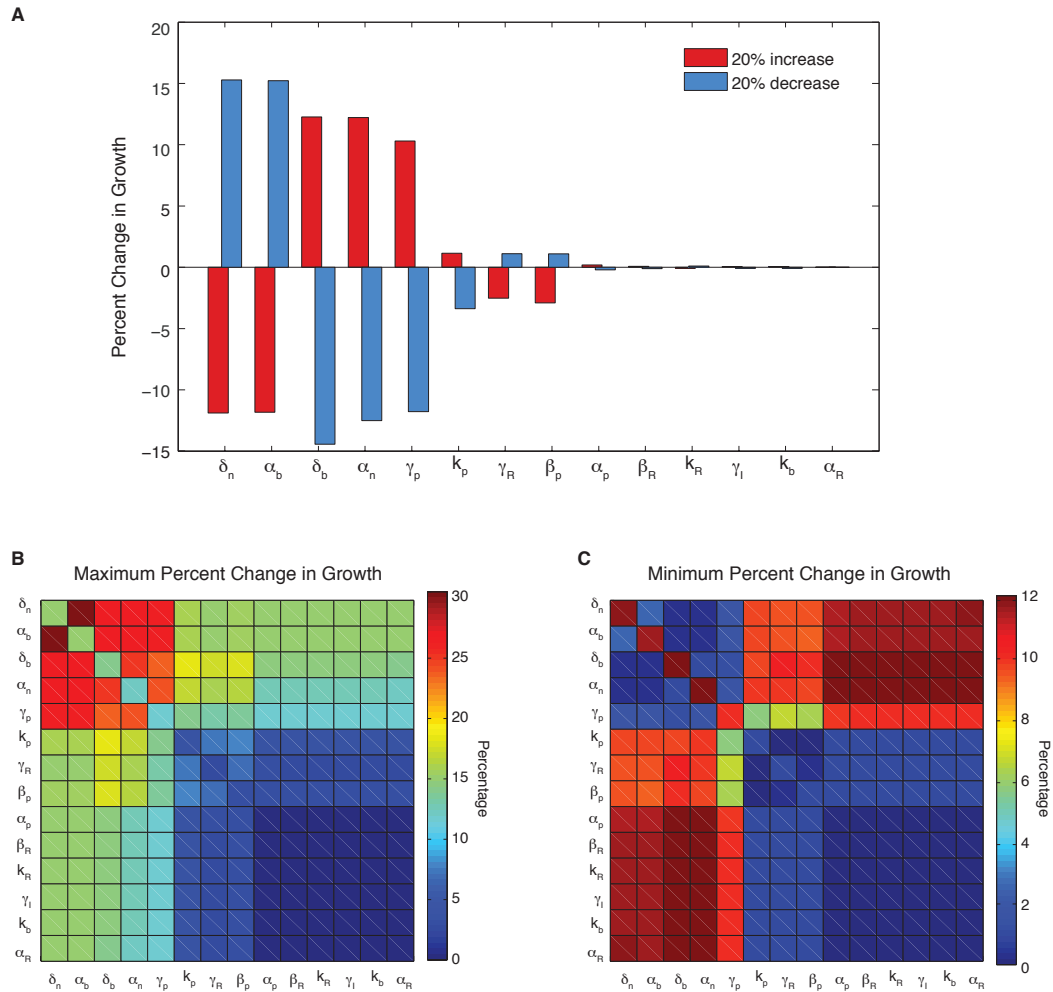 A
20
15
10
5
0
−5
−10
−15
Percent Change in Growth
20% increase
20% decrease
δn αb δb αn γp kp γR βp αp βR kR γI kb αR
B
Maximum Percent Change in Growth
δn
αb
δb
αn
γp
kp
γR
βp
αp
βR
kR
γI
kb
αR
δn αb δb αn γp kp γR βp αp βR kR γI kb αR
30
25
20
15
10
5
0
Percentage
C
Minimum Percent Change in Growth
δn
αb
δb
αn
γp
kp
γR
βp
αp
βR
kR
γI
kb
αR
δn αb δb αn γp kp γR βp αp βR kR γI kb αR
12
10
8
6
4
2
0
Percentage